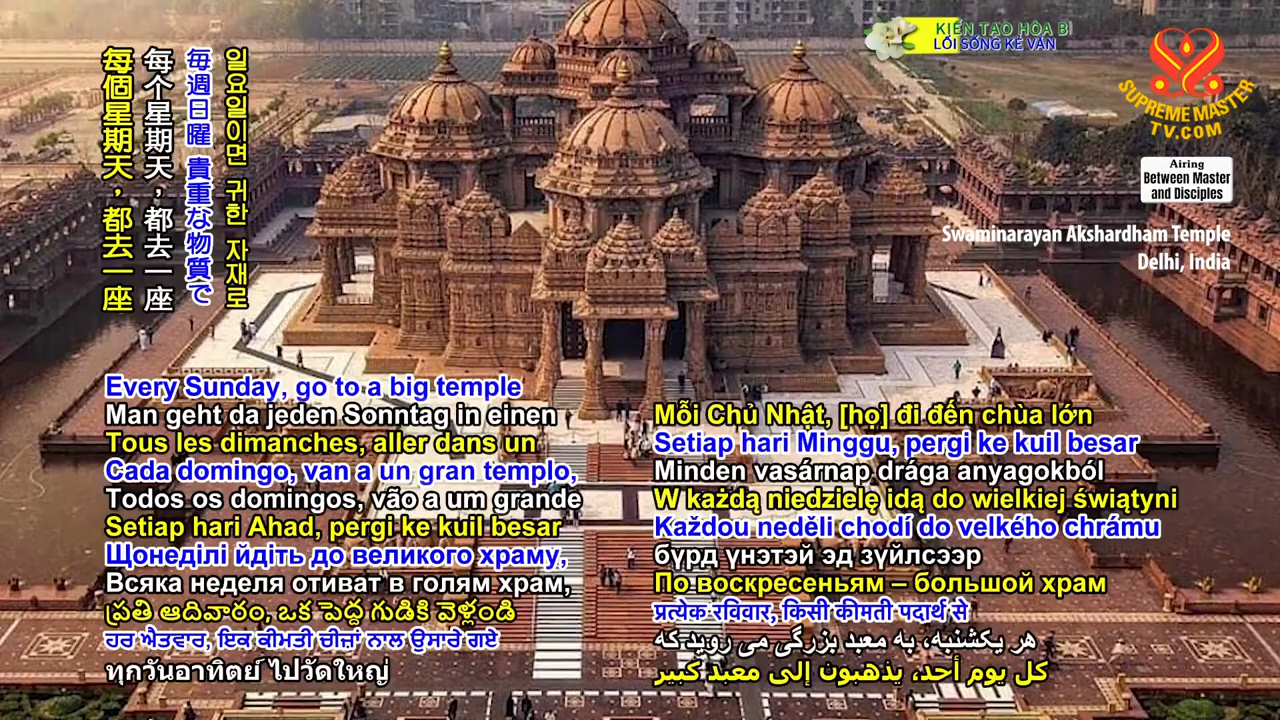 每個星期天，都去一座
每个星期天，都去一座
毎週日曜 貴重な物質で
일요일이면 귀한 자재로
KIẾN TẠO HÒA B
LỐI SỐNG KẺ VĂN
SUPREME MASTER
TV.COM
Airing
Between Master
and Disciples
Swaminarayan Akshardham Temple
Delhi, India
Every Sunday, go to a big temple
Man geht da jeden Sonntag in einen
Tous les dimanches, aller dans un
Cada domingo, van a un gran templo,
Todos os domingos, vão a um grande
Setiap hari Ahad, pergi ke kuil besar
Щонеділі йдіть до великого храму,
Всяка неделя отиват в голям храм,
ప్రతి ఆదివారం, ఒక పెద్ద గుడికి వెళ్లండి
ਹਰ ਐਤਵਾਰ, ਇਕ ਕੀਮਤੀ ਚੀਜ਼ਾਂ ਨਾਲ ਉਸਾਰੇ ਗਏ
ทุกวันอาทิตย์ ไปวัดใหญ่
Mỗi Chủ Nhật, [họ] đi đến chùa lớn
Setiap hari Minggu, pergi ke kuil besar
Minden vasárnap drága anyagokból
W każdą niedzielę idą do wielkiej świątyni
Každou neděli chodí do velkého chrámu
бүрд үнэтэй эд зүйлсээр
По воскресеньям – большой храм
प्रत्येक रविवार, किसी कीमती पदार्थ से
هر یکشنبه، به معبد بزرگی می روید که
كل يوم أحد، يذهبون إلى معبد كبير